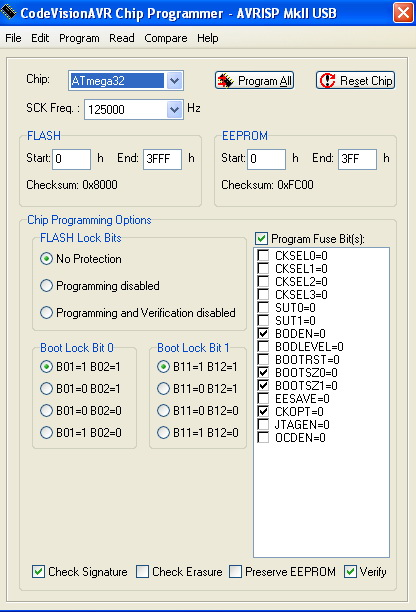 CodeVisionAVR Chip Programmer - AVRISP MkII USB
File Edit Program Read Compare Help
Chip: ATmega32 Program All Reset Chip
SCK Freq. : 125000 Hz
FLASH EEPROM
Start: 0 h End: 3FFF h Start: 0 h End: 3FF h
Checksum: 0x8000 Checksum: 0xFC00
Chip Programming Options
FLASH Lock Bits
No Protection
Programming disabled
Programming and Verification disabled
Boot Lock Bit 0
B01=1 B02=1
B01=0 B02=1
B01=0 B02=0
B01=1 B02=0
Boot Lock Bit 1
B11=1 B12=1
B11=0 B12=1
B11=0 B12=0
B11=1 B12=0
Program Fuse Bit(s):
CKSEL0=0
CKSEL1=0
CKSEL2=0
CKSEL3=0
SUT0=0
SUT1=0
BODEN=0
BODLEVEL=0
BOOTRST=0
BOOTSZ0=0
BOOTSZ1=0
EESAVE=0
CKOPT=0
JTAGEN=0
OCDEN=0
Check Signature Check Erasure Preserve EEPROM Verify